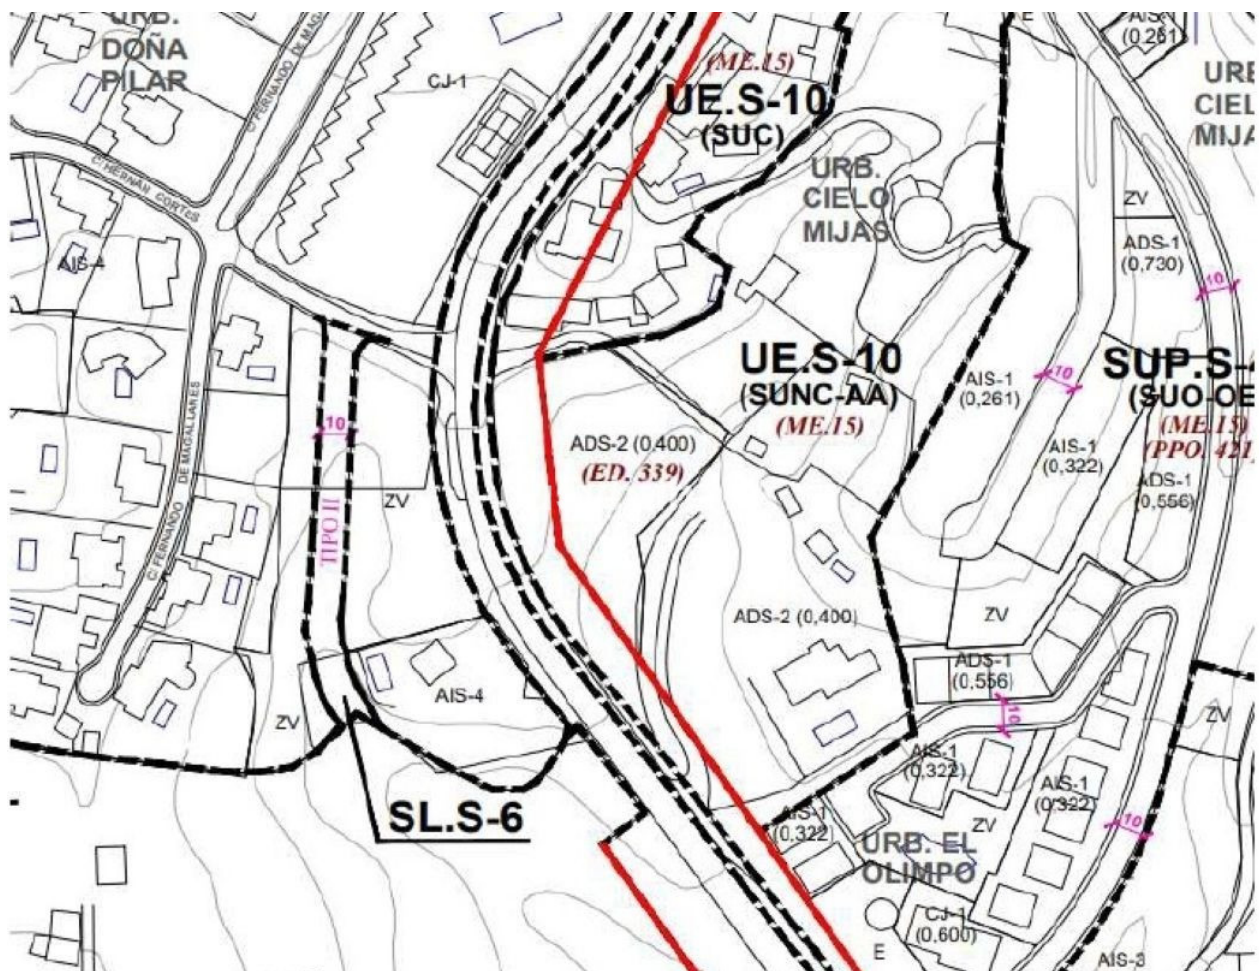 URB.
DOÑA
PILAR
C/ FERNANDO DE MAG
CJ-1
(ME.15)
UE.S-10
(SUC)
E
AIS-1
(0,261)
C/ HERNAN CORTES
URB.
CIELO
MIJAS
ZV
ADS-1
(0,730)
AIS-4
10
UE.S-10
(SUNC-AA)
(ME.15)
AIS-1
(0,261)
10
SUP.S-
(SUO-OE
(ME.15)
(PPO. 421
10
TIPO II
C/ FERNANDO DE MAGALLANES
ADS-2 (0,400)
(ED. 339)
AIS-1
(0,322)
ADS-1
(0,556)
ZV
ADS-2 (0,400)
ZV
ADS-1
(0,556)
10
AIS-4
ZV
ZV
AIS-1
(0,322)
AIS-1
(0,322)
10
SL.S-6
AIS-1
(0,322)
ZV
URB. EL
OLIMPO
CJ-1
(0,600)
E
AIS-3